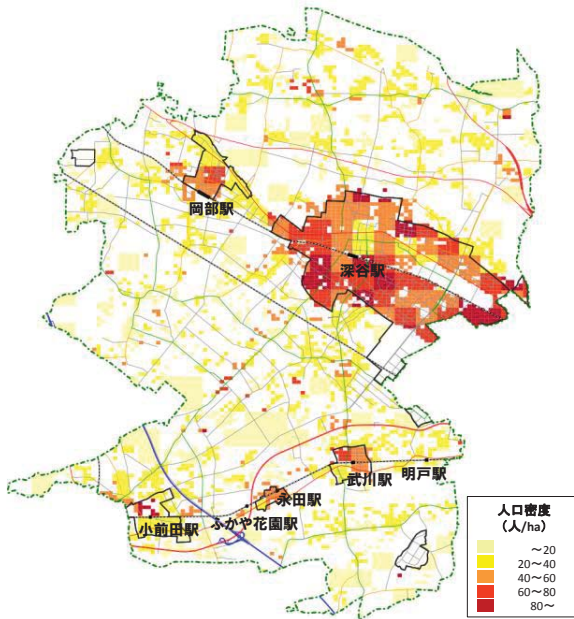 岡部駅
深谷駅
武川駅
明戸駅
永田駅
ふかや花園駅
小前田駅
人口密度
(人/ha)
～20
20～40
40～60
60～80
80～